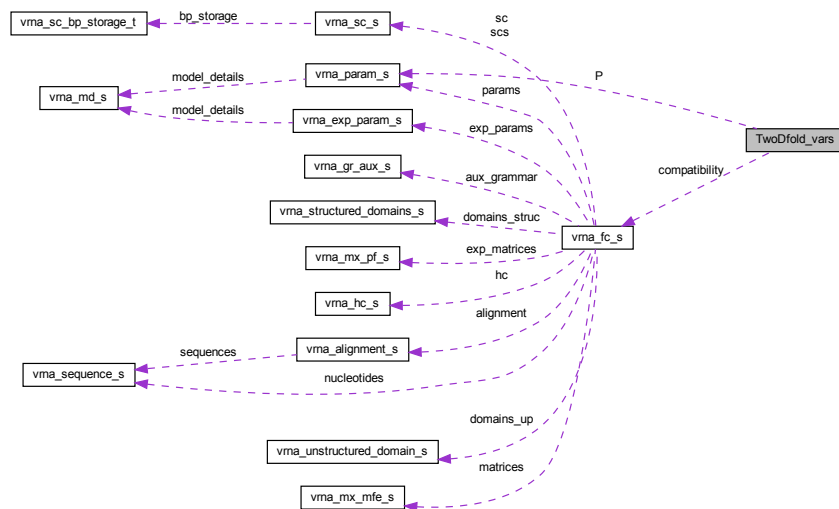 vrna_sc_bp_storage_t
bp_storage
vrna_sc_s
sc
scs
vrna_md_s
model_details
model_details
vrna_param_s
params
P
vrna_exp_param_s
exp_params
TwoDfold_vars
vrna_gr_aux_s
aux_grammar
compatibility
vrna_structured_domains_s
domains_struc
vrna_fc_s
vrna_mx_pf_s
exp_matrices
vrna_hc_s
hc
alignment
vrna_sequence_s
sequences
vrna_alignment_s
nucleotides
domains_up
vrna_unstructured_domain_s
matrices
vrna_mx_mfe_s